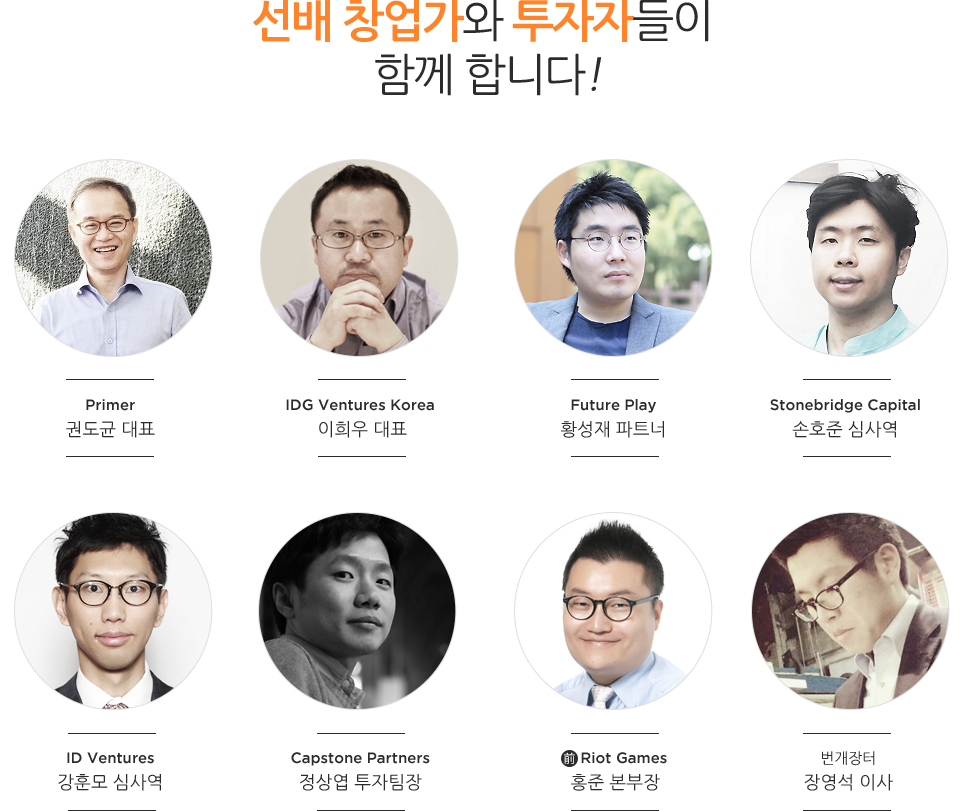 선배 창업가와 투자자들이
함께 합니다!
Primer
권도균 대표
IDG Ventures Korea
이희우 대표
Future Play
황성재 파트너
Stonebridge Capital
손호준 심사역
ID Ventures
강훈모 심사역
Capstone Partners
정상엽 투자팀장
前 Riot Games
홍준 본부장
번개장터
장영석 이사